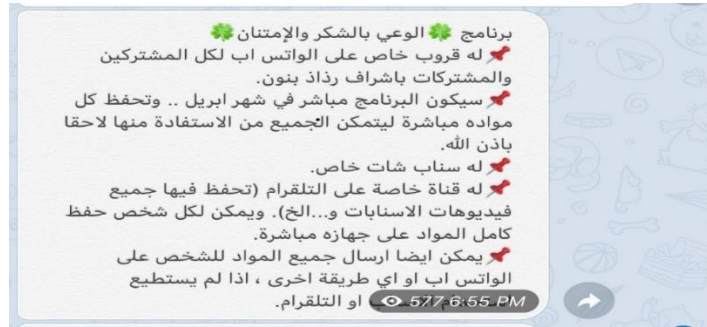 برنامج 🍀 الوعي بالشكر والإمتنان 🍀
📌 له قروب خاص على الواتس اب لكل المشتركين
والمشتركات باشراف رذاذ بنون.
📌 سيكون البرنامج مباشر في شهر ابريل .. وتحفظ كل
مواده مباشرة ليتمكن الجميع من الاستفادة منها لاحقا
باذن الله.
📌 له سناب شات خاص.
📌 له قناة خاصة على التلقرام (تحفظ فيها جميع
فيديوهات الاسنابات و...الخ). ويمكن لكل شخص حفظ
كامل المواد على جهازه مباشرة.
📌 يمكن ايضا ارسال جميع المواد للشخص على
الواتس اب او اي طريقة اخرى ، اذا لم يستطيع
او التلقرام.
517 6:55 PM